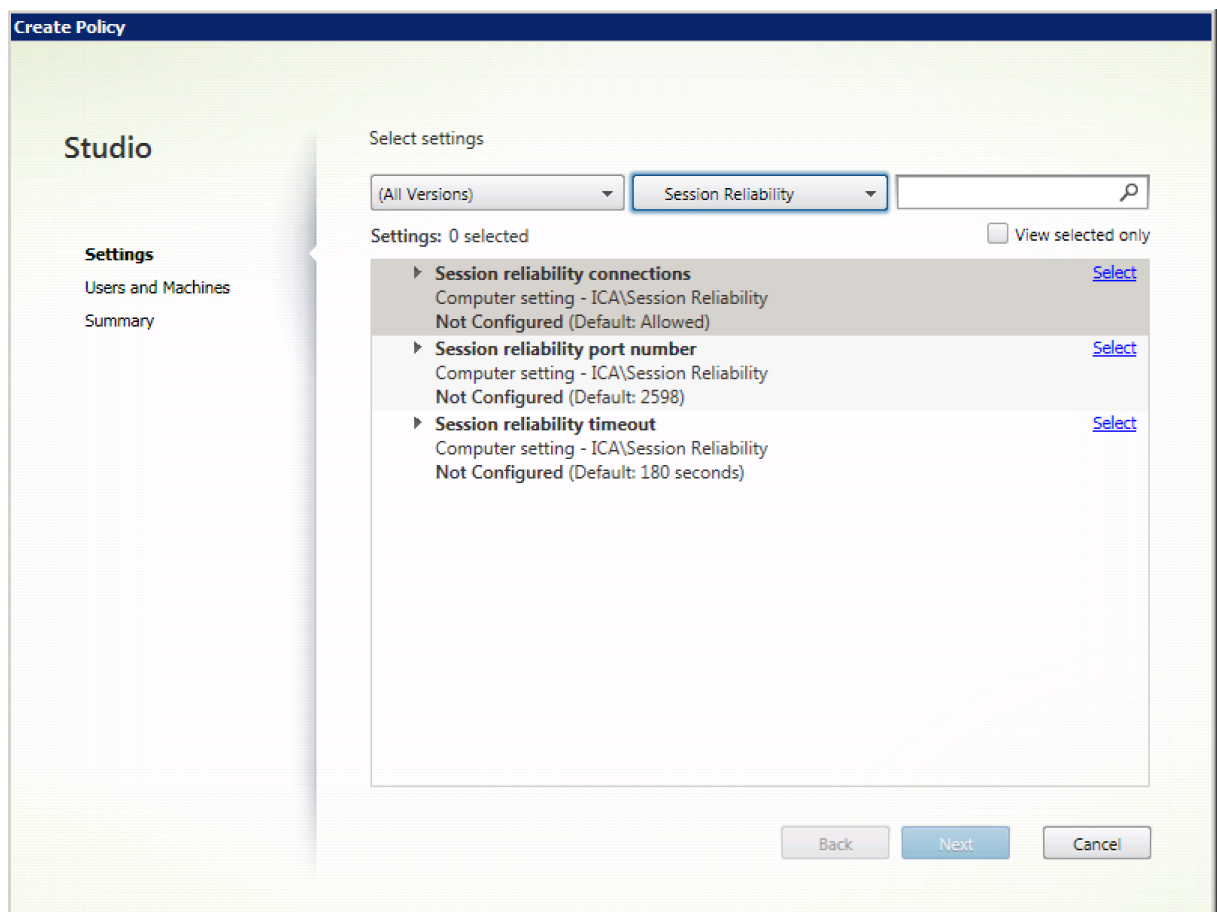 Create Policy
Studio
Settings
Users and Machines
Summary
Select settings
(All Versions)
Session Reliability
Settings: 0 selected
View selected only
Session reliability connections
Select
Computer setting - ICA\Session Reliability
Not Configured (Default: Allowed)
Session reliability port number
Select
Computer setting - ICA\Session Reliability
Not Configured (Default: 2598)
Session reliability timeout
Select
Computer setting - ICA\Session Reliability
Not Configured (Default: 180 seconds)
Back
Next
Cancel